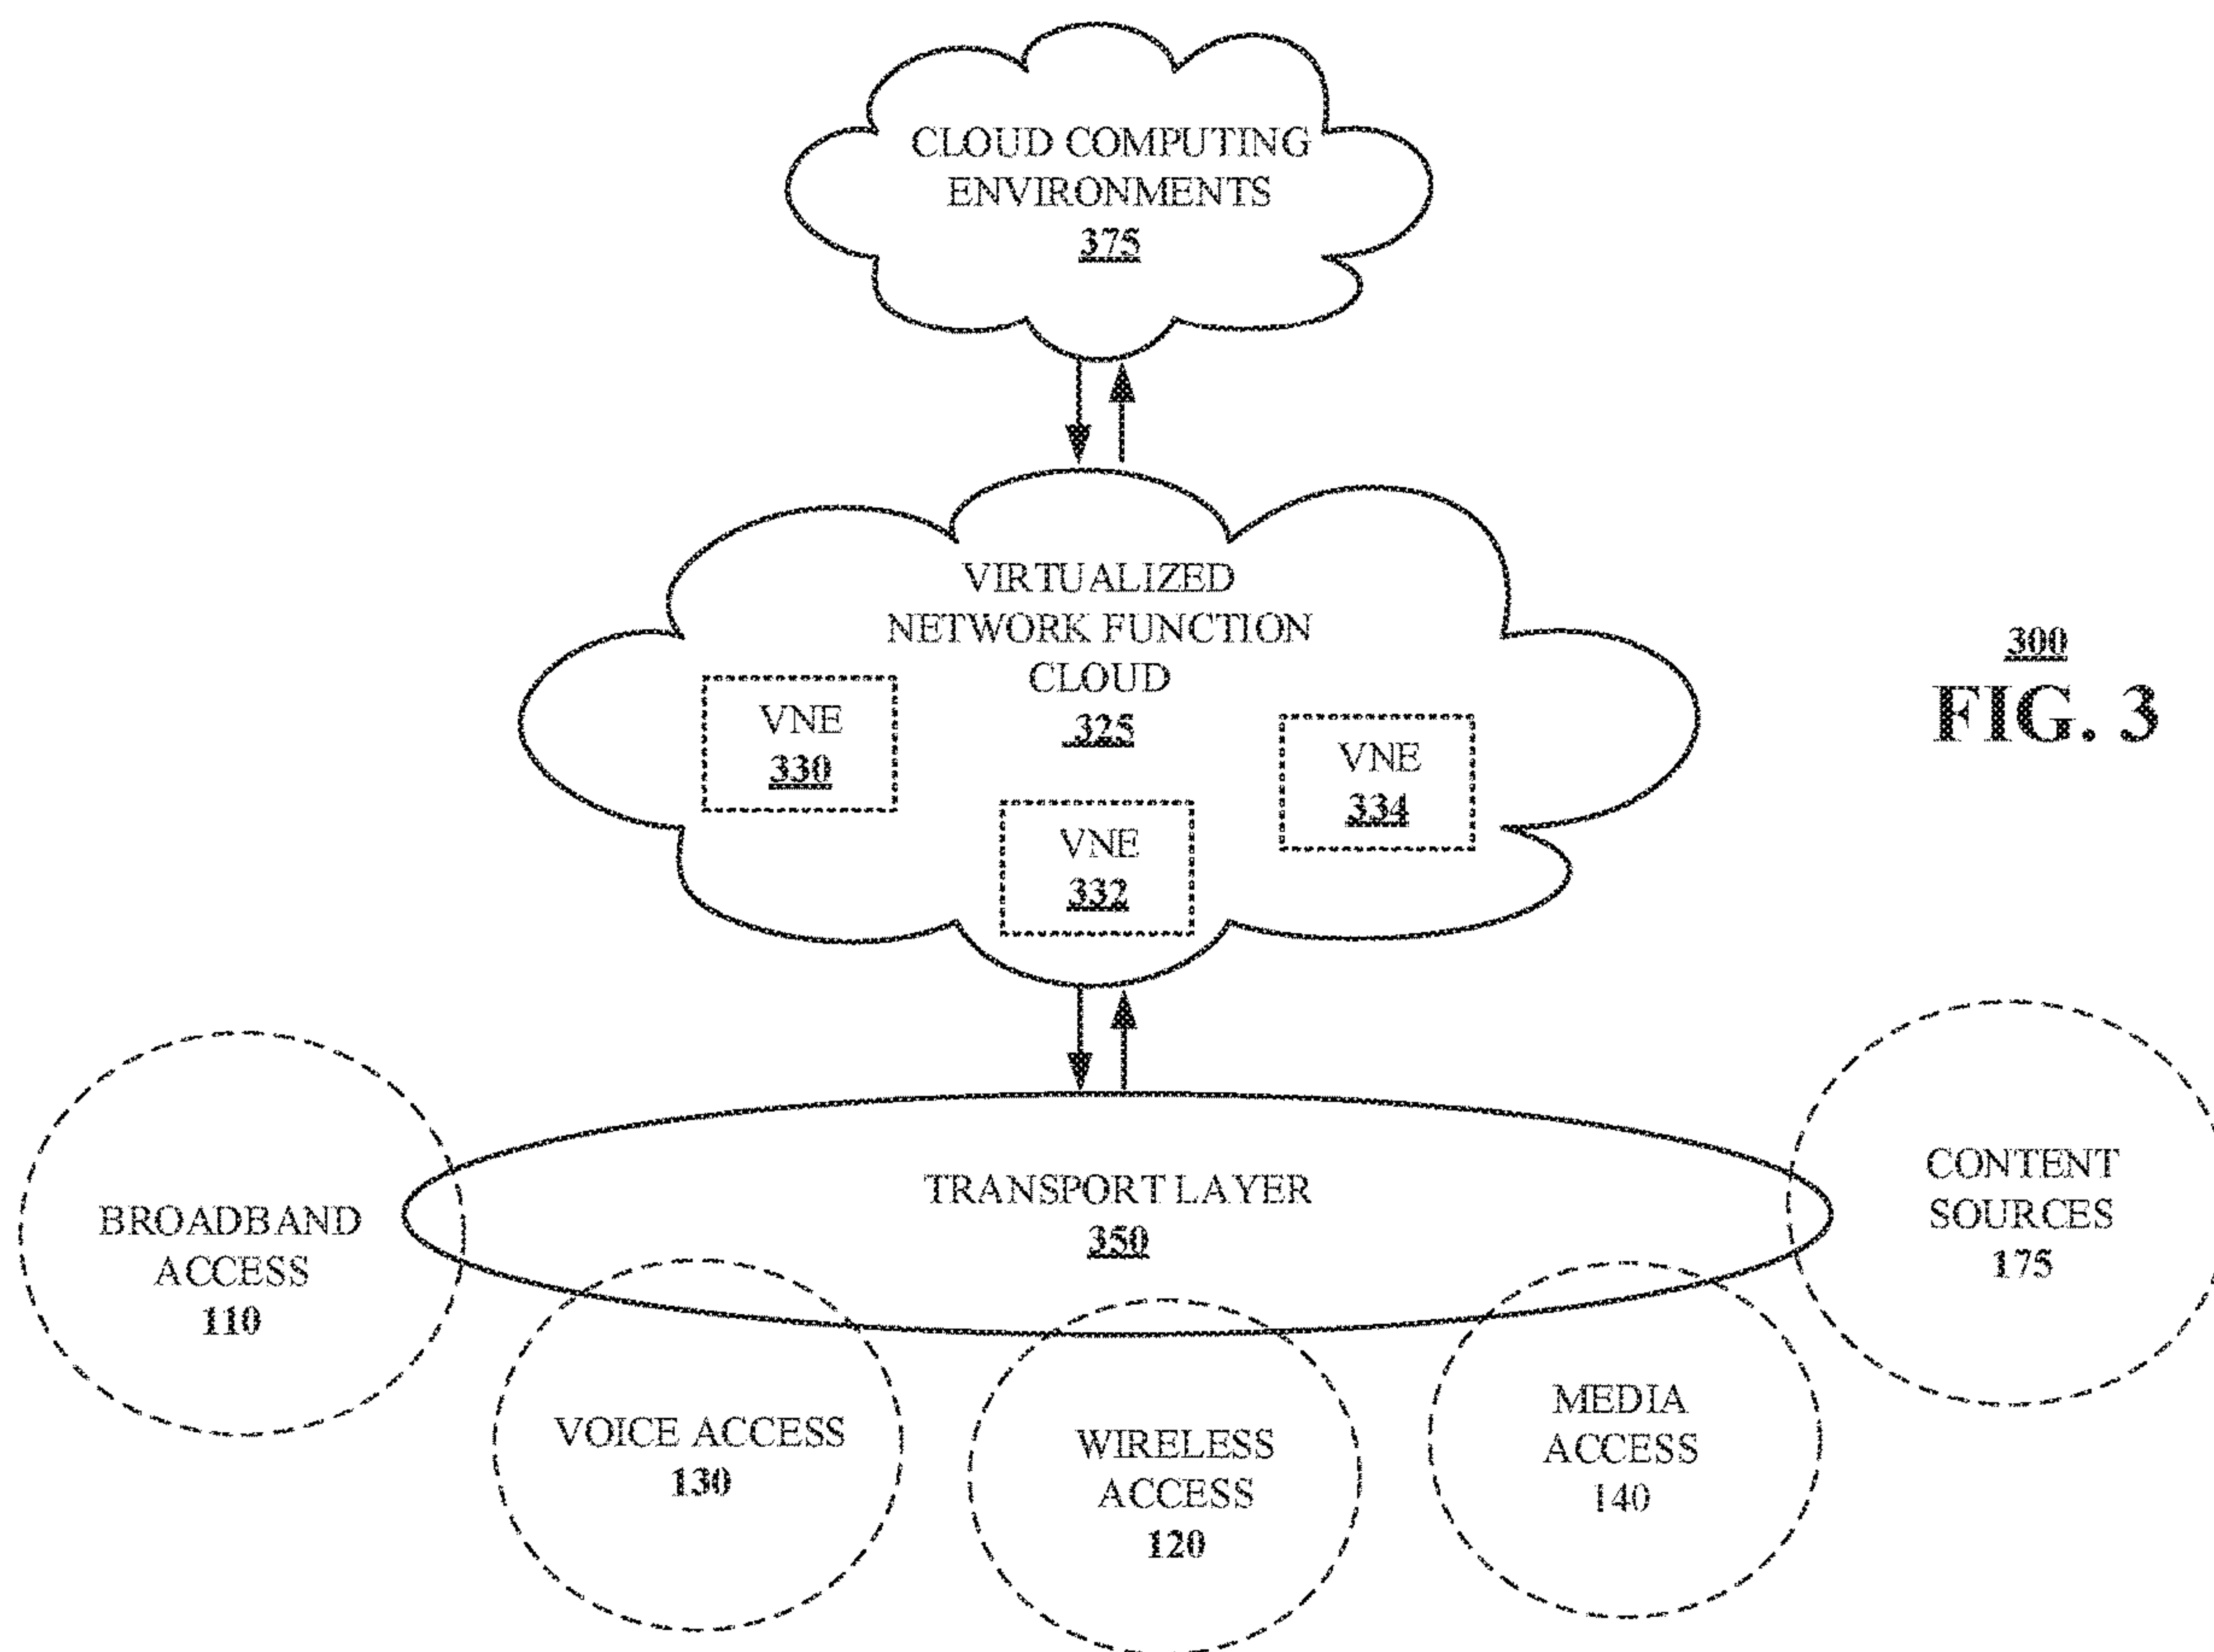 CLOUD COMPUTING
ENVIRONMENTS
375
VIRTUALIZED
NETWORK FUNCTION
CLOUD
325
VNE
330
VNE
332
VNE
334
300
FIG. 3
TRANSPORT LAYER
350
BROADBAND
ACCESS
110
VOICE ACCESS
130
WIRELESS
ACCESS
120
MEDIA
ACCESS
140
CONTENT
SOURCES
175